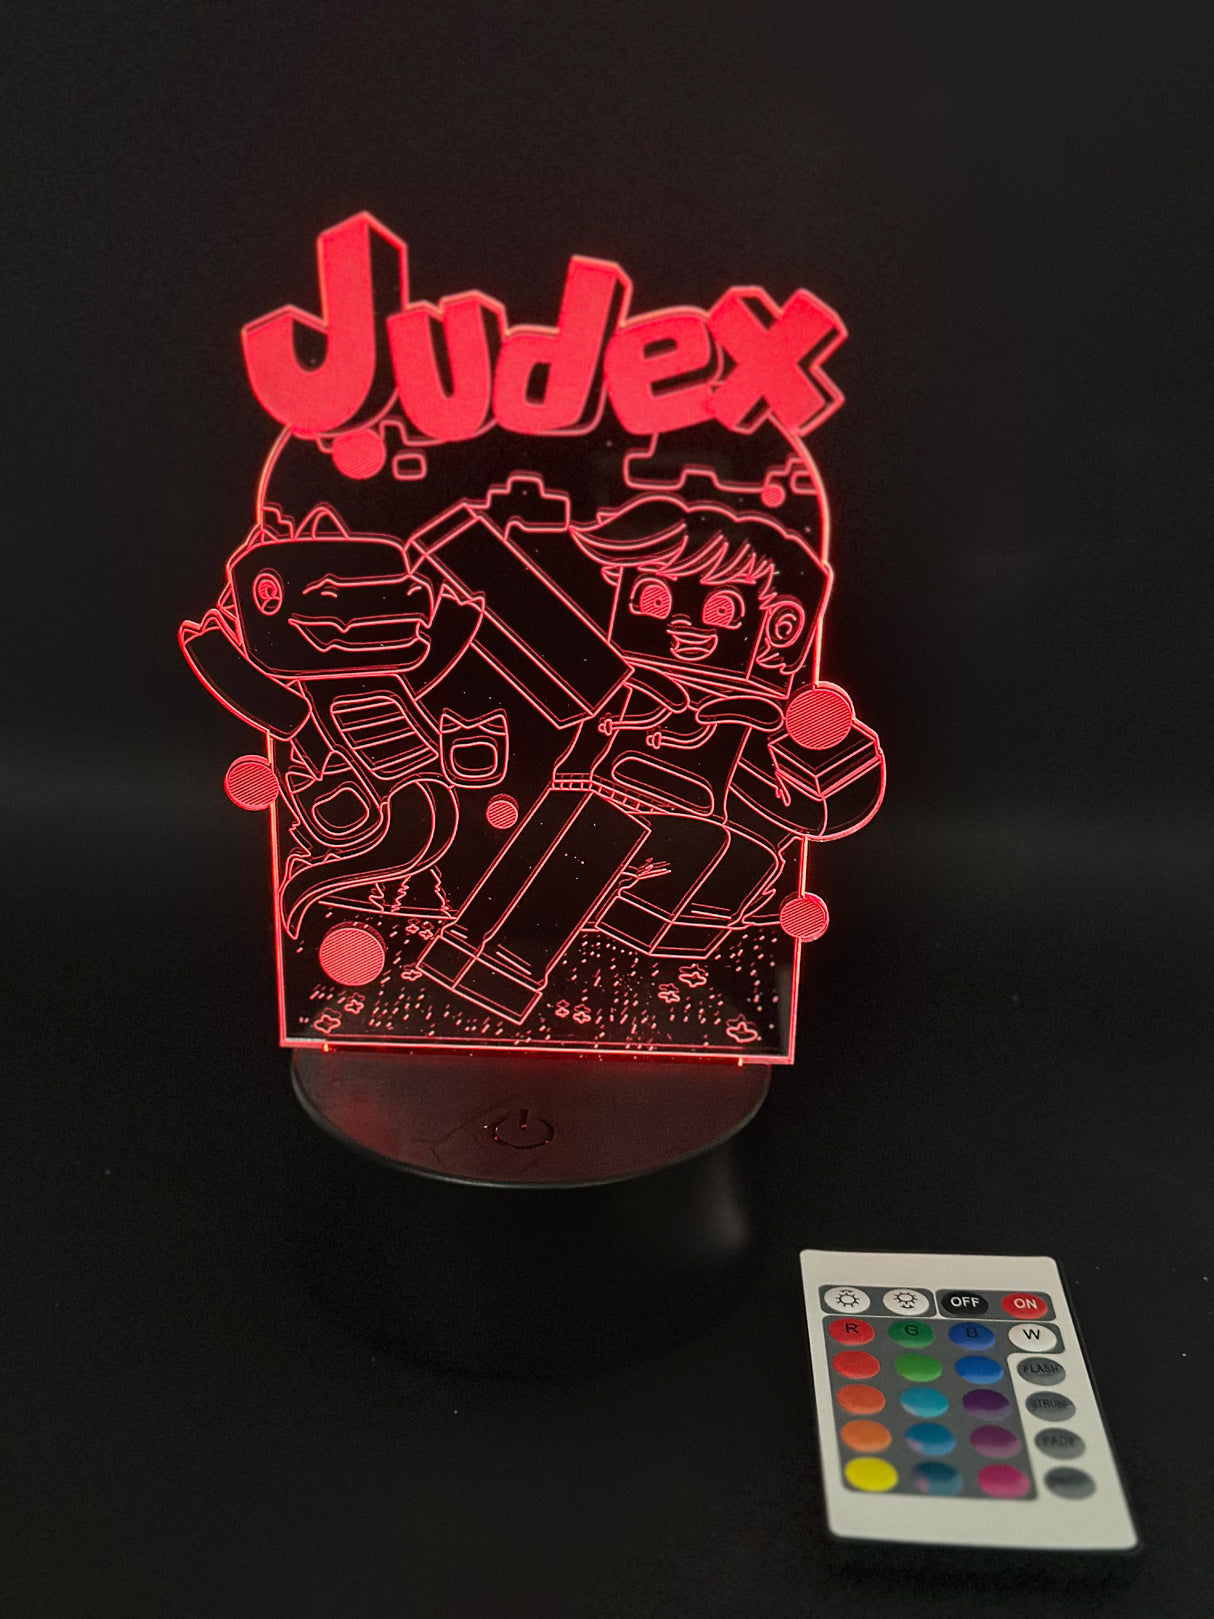 Judex
OFF ON
R G B W
FLASH
STROBE
FADE